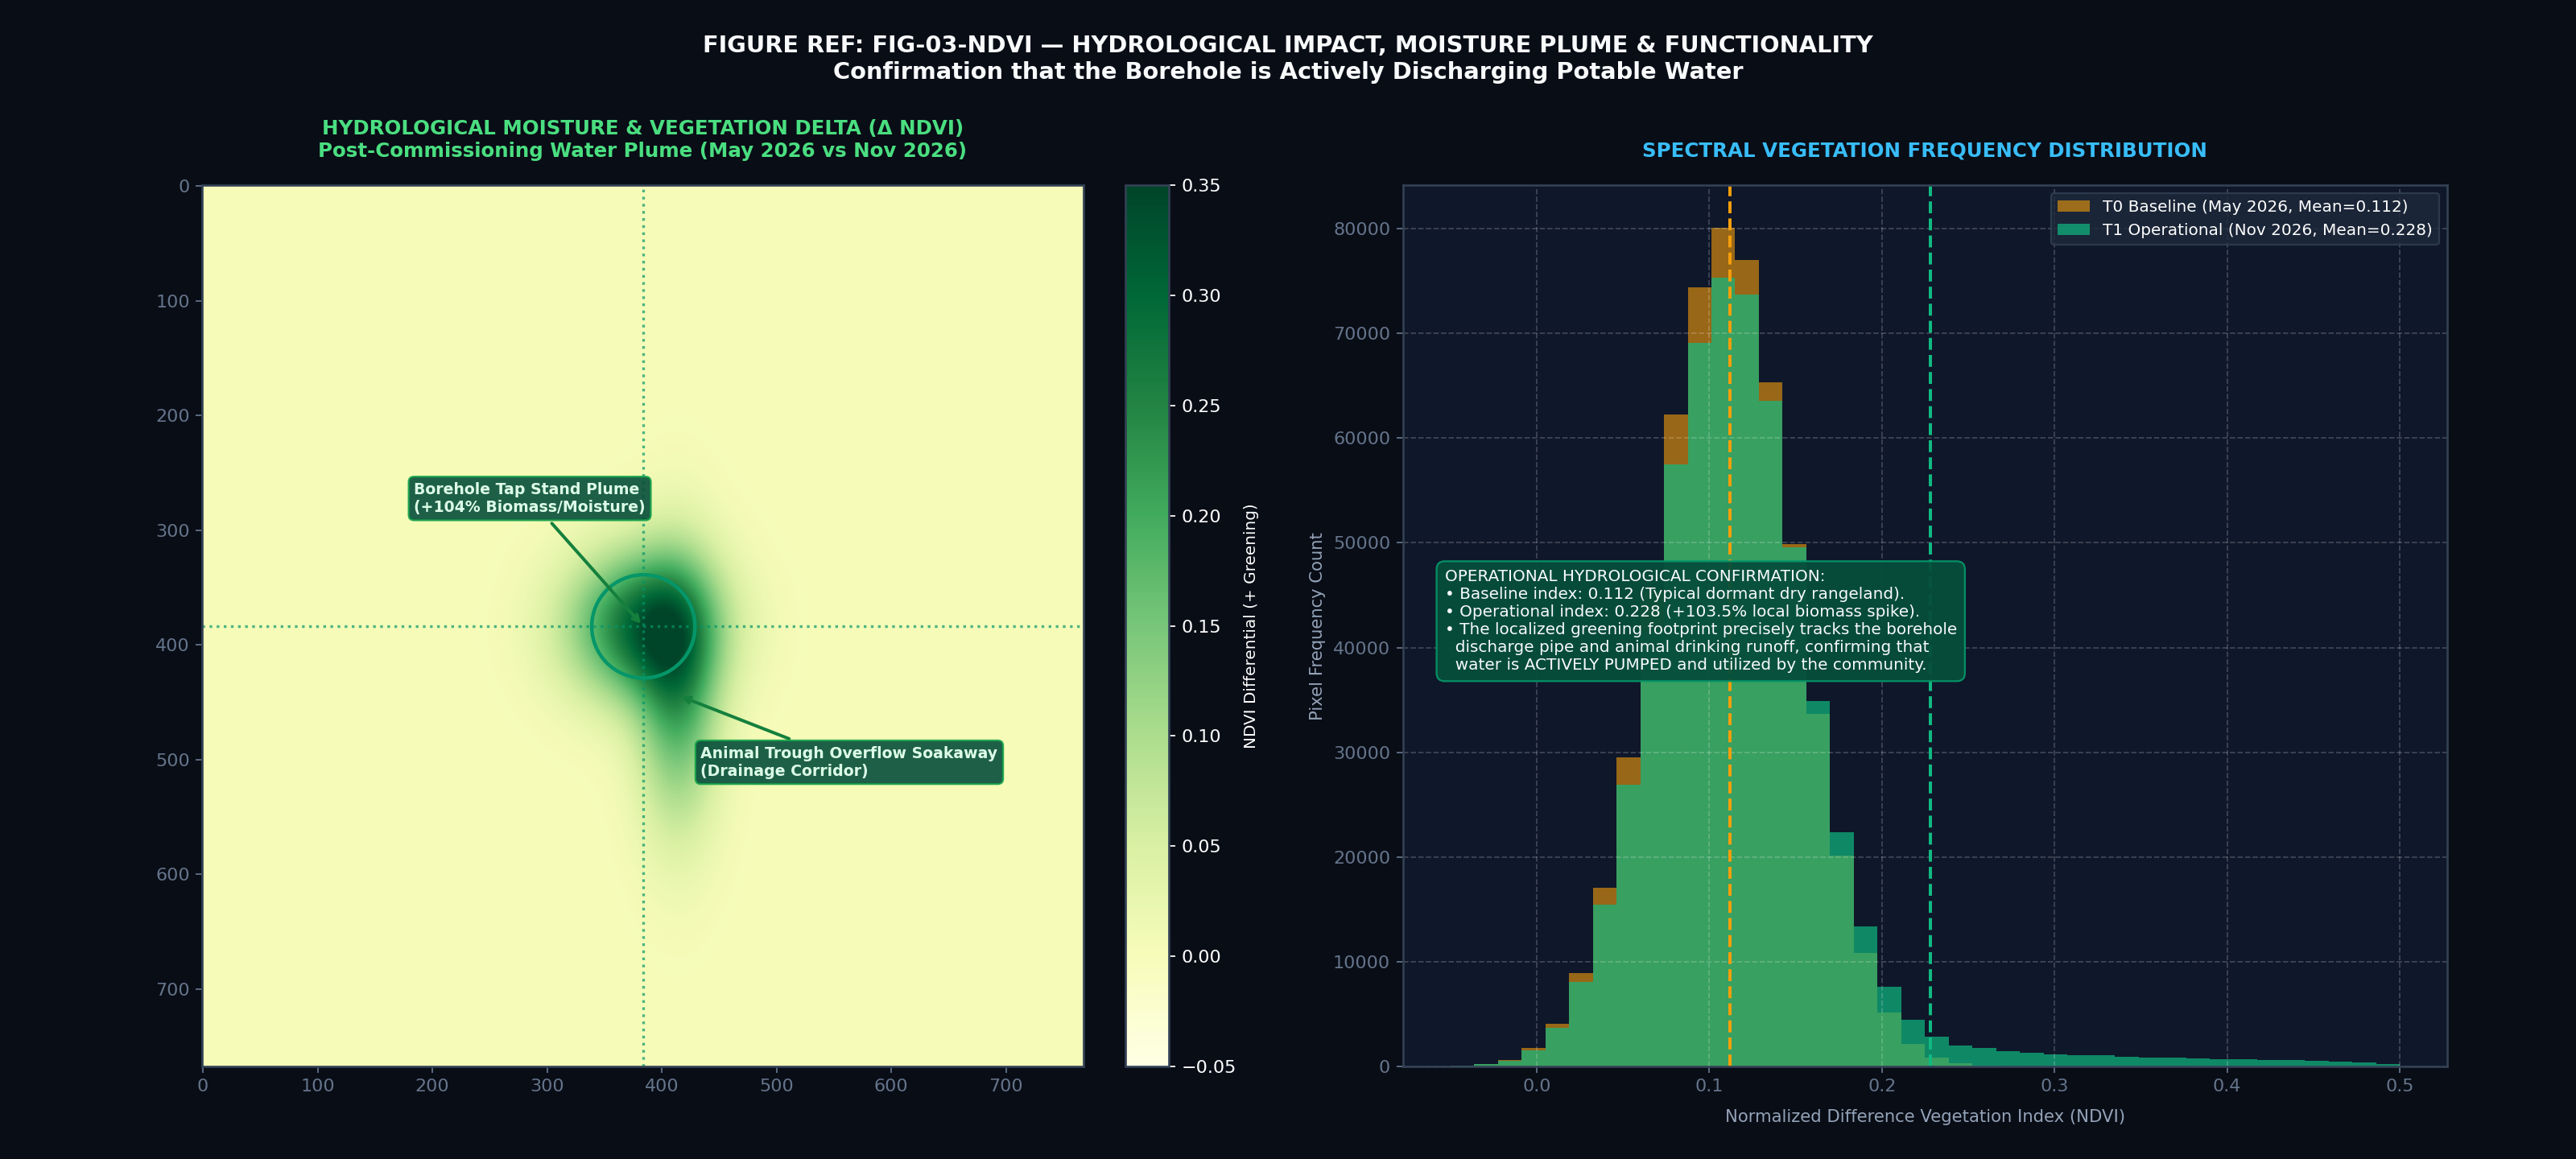 FIGURE REF: FIG-03-NDVI — HYDROLOGICAL IMPACT, MOISTURE PLUME & FUNCTIONALITY
Confirmation that the Borehole is Actively Discharging Potable Water
HYDROLOGICAL MOISTURE & VEGETATION DELTA (Δ NDVI)
Post-Commissioning Water Plume (May 2026 vs Nov 2026)
0
100
200
300
400
500
600
700
0
100
200
300
400
500
600
700
Borehole Tap Stand Plume
(+104% Biomass/Moisture)
Animal Trough Overflow Soakaway
(Drainage Corridor)
0.35
0.30
0.25
0.20
0.15
0.10
0.05
0.00
−0.05
NDVI Differential (+ Greening)
SPECTRAL VEGETATION FREQUENCY DISTRIBUTION
T0 Baseline (May 2026, Mean=0.112)
T1 Operational (Nov 2026, Mean=0.228)
80000
70000
60000
50000
40000
30000
20000
10000
0
Pixel Frequency Count
OPERATIONAL HYDROLOGICAL CONFIRMATION:
• Baseline index: 0.112 (Typical dormant dry rangeland).
• Operational index: 0.228 (+103.5% local biomass spike).
• The localized greening footprint precisely tracks the borehole
discharge pipe and animal drinking runoff, confirming that
water is ACTIVELY PUMPED and utilized by the community.
0.0
0.1
0.2
0.3
0.4
0.5
Normalized Difference Vegetation Index (NDVI)